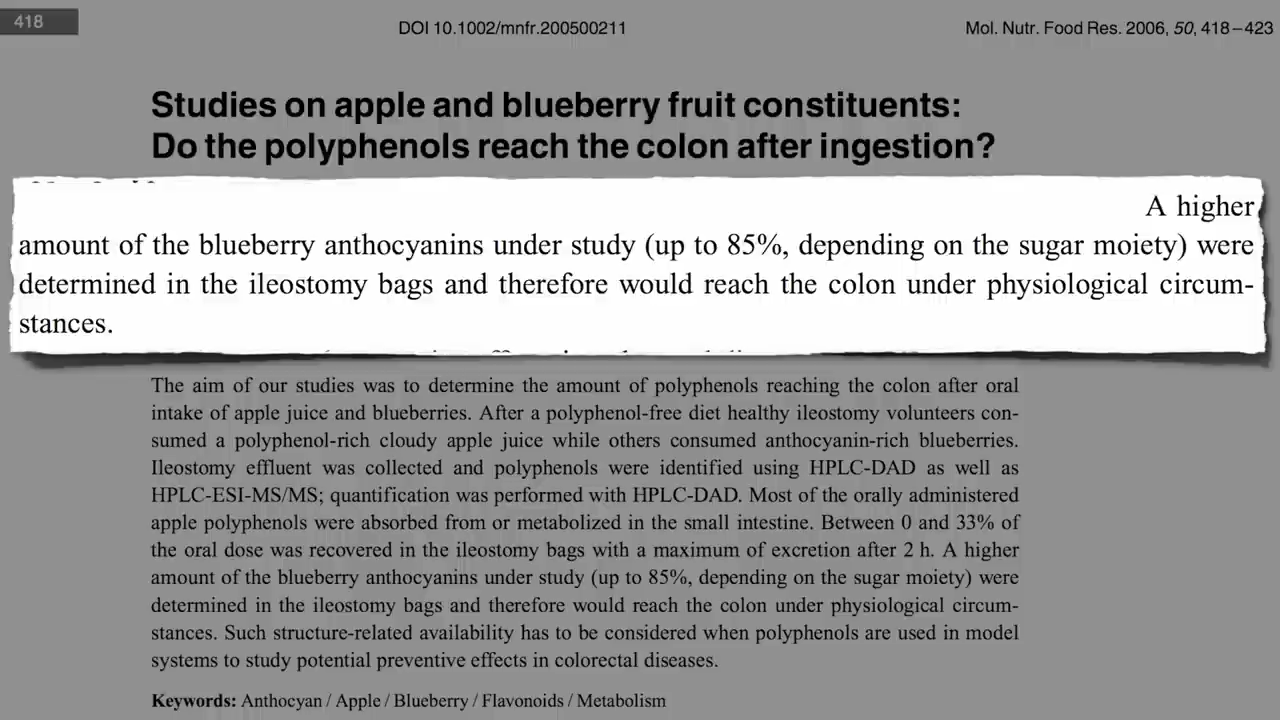 418
DOI 10.1002/mnfr.200500211
Mol. Nutr. Food Res. 2006, 50, 418–423
Studies on apple and blueberry fruit constituents:
Do the polyphenols reach the colon after ingestion?
A higher
amount of the blueberry anthocyanins under study (up to 85%, depending on the sugar moiety) were
determined in the ileostomy bags and therefore would reach the colon under physiological circum-
stances.
The aim of our studies was to determine the amount of polyphenols reaching the colon after oral
intake of apple juice and blueberries. After a polyphenol-free diet healthy ileostomy volunteers con-
sumed a polyphenol-rich cloudy apple juice while others consumed anthocyanin-rich blueberries.
Ileostomy effluent was collected and polyphenols were identified using HPLC-DAD as well as
HPLC-ESI-MS/MS; quantification was performed with HPLC-DAD. Most of the orally administered
apple polyphenols were absorbed from or metabolized in the small intestine. Between 0 and 33% of
the oral dose was recovered in the ileostomy bags with a maximum of excretion after 2 h. A higher
amount of the blueberry anthocyanins under study (up to 85%, depending on the sugar moiety) were
determined in the ileostomy bags and therefore would reach the colon under physiological circum-
stances. Such structure-related availability has to be considered when polyphenols are used in model
systems to study potential preventive effects in colorectal diseases.
Keywords: Anthocyan / Apple / Blueberry / Flavonoids / Metabolism